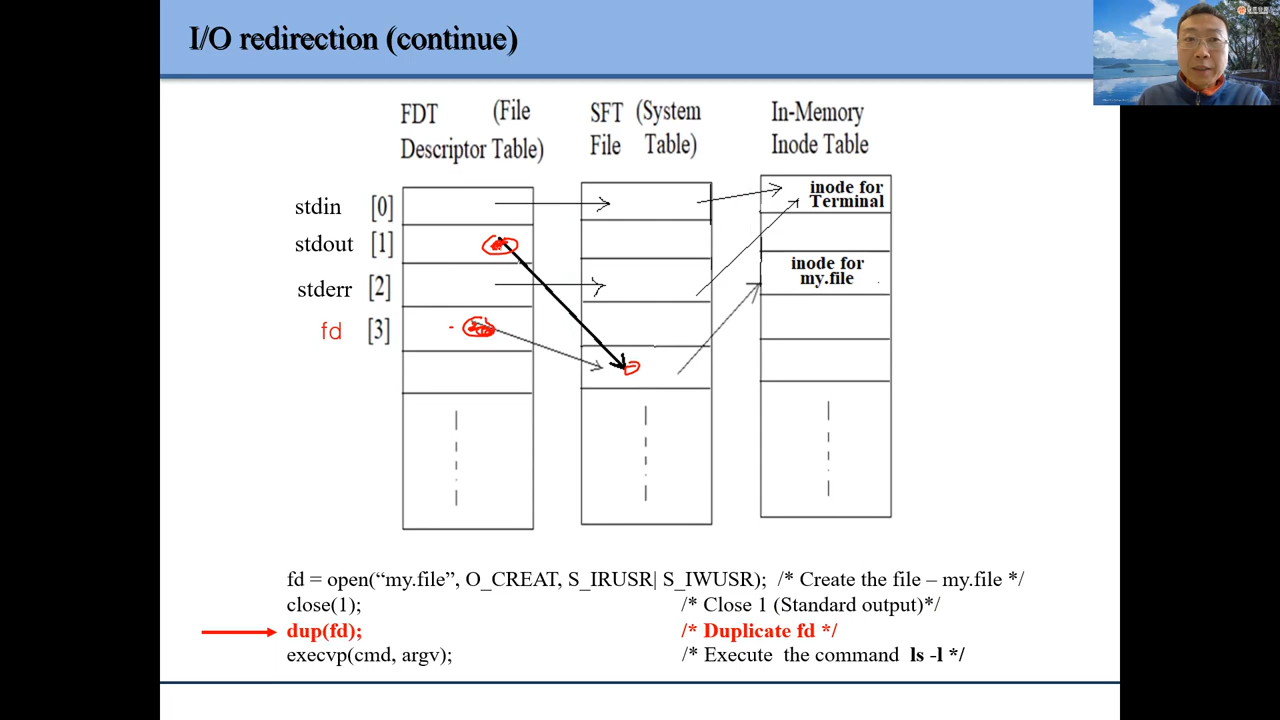 I/O redirection (continue)
FDT (File
Descriptor Table)
SFT (System
File Table)
In-Memory
Inode Table
stdin [0]
stdout [1]
stderr [2]
fd [3]
inode for
Terminal
inode for
my.file
fd = open(“my.file”, O_CREAT, S_IRUSR| S_IWUSR); /* Create the file – my.file */
close(1); /* Close 1 (Standard output)*/
dup(fd); /* Duplicate fd */
execvp(cmd, argv); /* Execute the command ls -l */